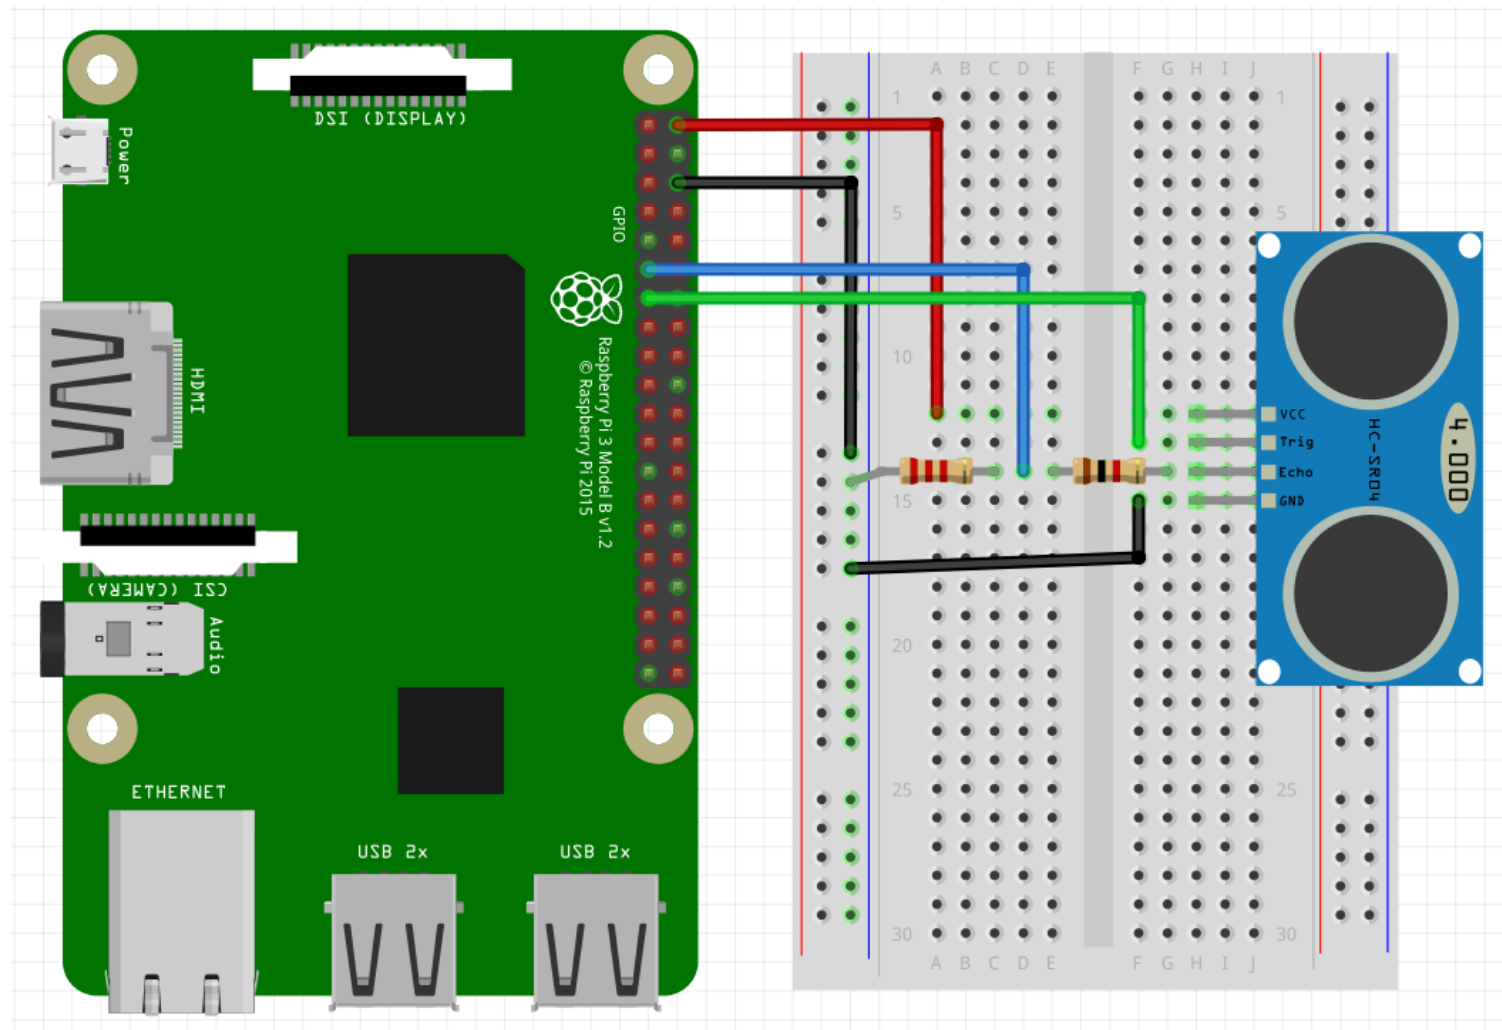 DSI (DISPLAY)
Power
GPIO
HDMI
Raspberry Pi 3 Model B v1.2
© Raspberry Pi 2015
CSI (CAMERA)
Audio
ETHERNET
USB 2x
USB 2x
A B C D E F G H I J
1 1
5 5
10
15
20
25 25
30 30
A B C D E F G H I J
VCC
Trig
Echo
GND
HC-SR04
4.000